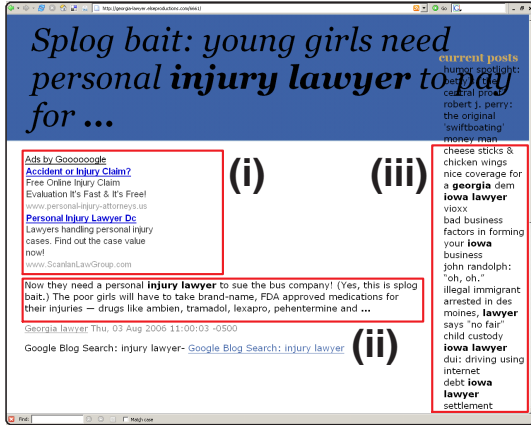 http://georgia-lawyer.elixirproductions.com/iinks1/
Go
Splog bait: young girls need
personal injury lawyer to pay
for ...
current posts
humor spotlight:
central proof
robert j. perry:
the original
'swiftboating'
money man
cheese sticks &
chicken wings
nice coverage for
a georgia dem
iowa lawyer
vioxx
bad business
factors in forming
your iowa
business
john randolph:
"oh, oh."
illegal immigrant
arrested in des
moines, lawyer
says "no fair"
child custody
iowa lawyer
dui: driving using
internet
debt iowa
lawyer
settlement
(i)
(iii)
Ads by Goooooogle
Accident or Injury Claim?
Free Online Injury Claim
Evaluation It's Fast & It's Free!
www.personal-injury-attorneys.us
Personal Injury Lawyer Dc
Lawyers handling personal injury
cases. Find out the case value
now!
www.ScanlanLawGroup.com
Now they need a personal injury lawyer to sue the bus company! (Yes, this is splog
bait.) The poor girls will have to take brand-name, FDA approved medications for
their injuries — drugs like ambien, tramadol, lexapro, pehentermine and ...
Georgia lawyer Thu, 03 Aug 2006 11:00:03 -0500
Google Blog Search: injury lawyer- Google Blog Search: injury lawyer
(ii)
Find:
Match case